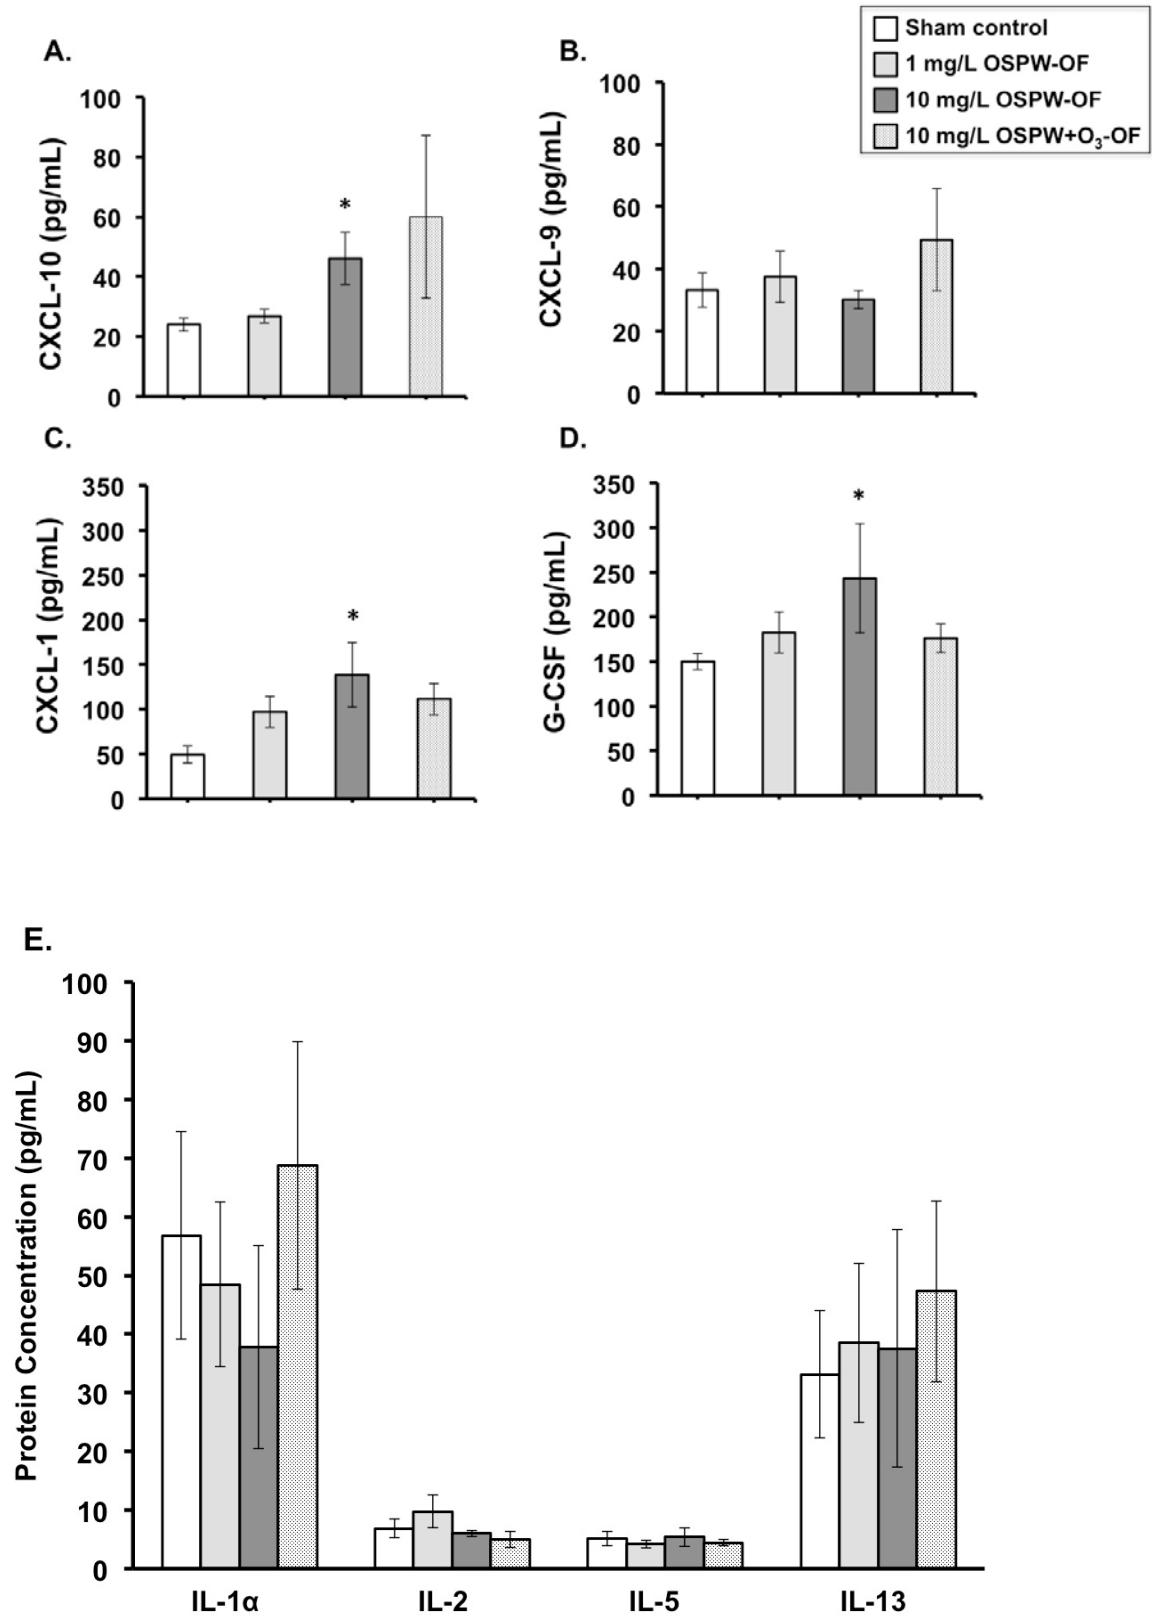 Sham control
1 mg/L OSPW-OF
10 mg/L OSPW-OF
10 mg/L OSPW+O₃-OF
A.
CXCL-10 (pg/mL)
100
80
60
40
20
0
*
B.
CXCL-9 (pg/mL)
100
80
60
40
20
0
C.
CXCL-1 (pg/mL)
350
300
250
200
150
100
50
0
*
D.
G-CSF (pg/mL)
350
300
250
200
150
100
50
0
*
E.
Protein Concentration (pg/mL)
100
90
80
70
60
50
40
30
20
10
0
IL-1α IL-2 IL-5 IL-13